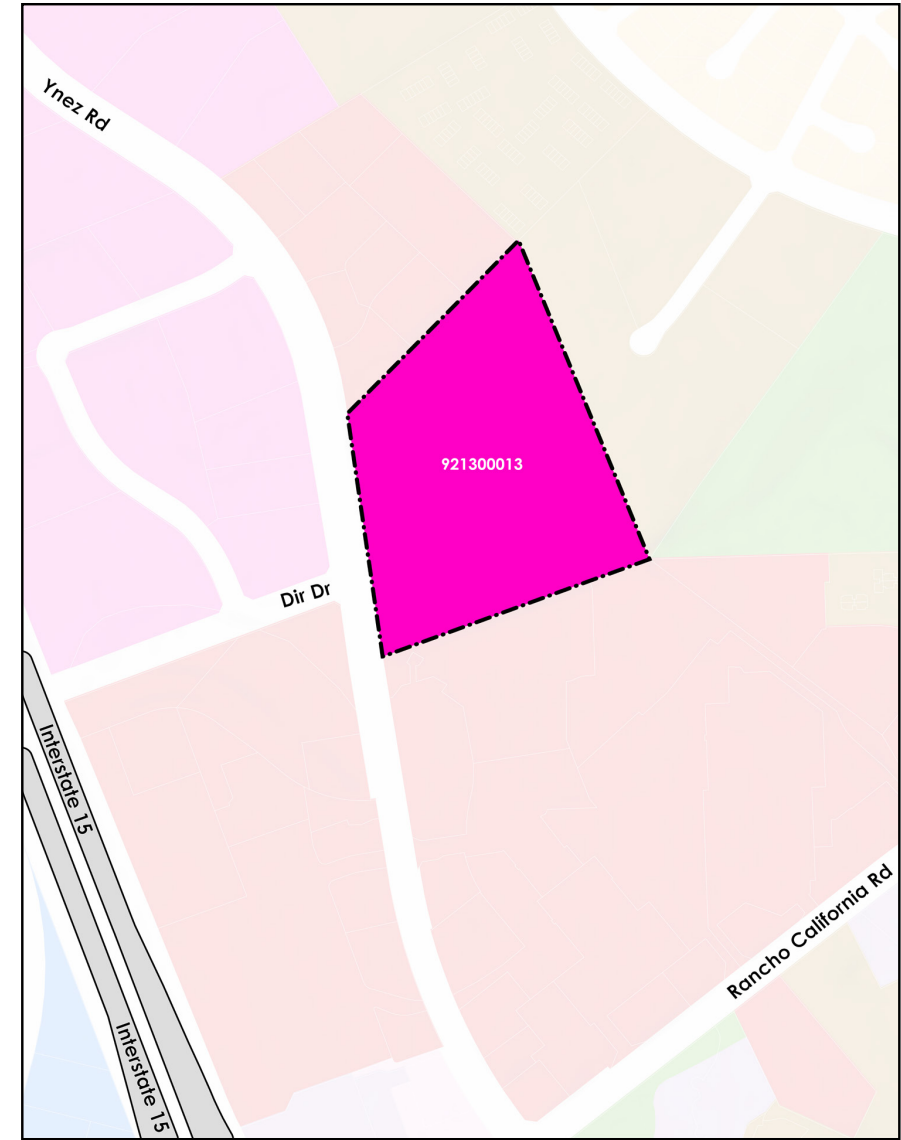 Ynez Rd
921300013
Dir Dr
Interstate 15
Rancho California Rd
Interstate 15